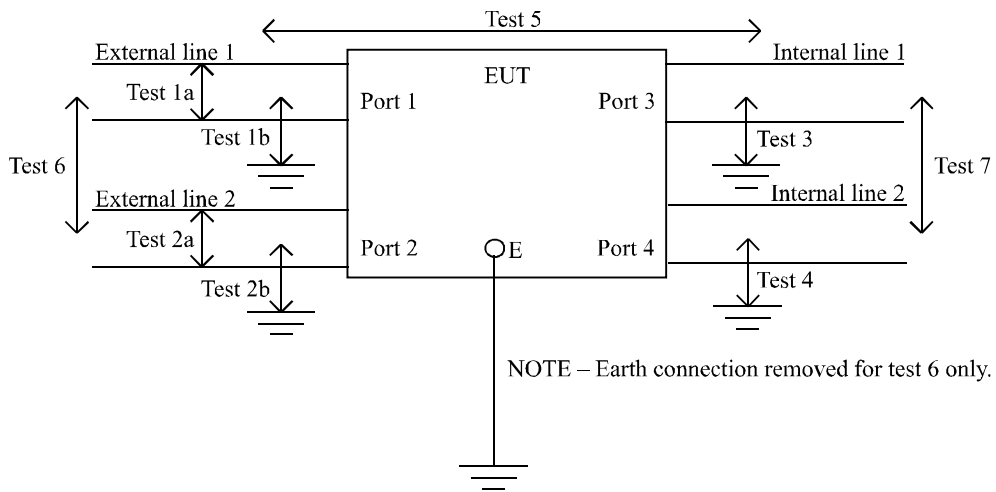 Test 5
External line 1
Internal line 1
EUT
Test 1a
Port 1
Port 3
Test 1b
Test 3
Test 6
Test 7
External line 2
Internal line 2
Test 2a
Port 2
E
Port 4
Test 2b
Test 4
NOTE – Earth connection removed for test 6 only.